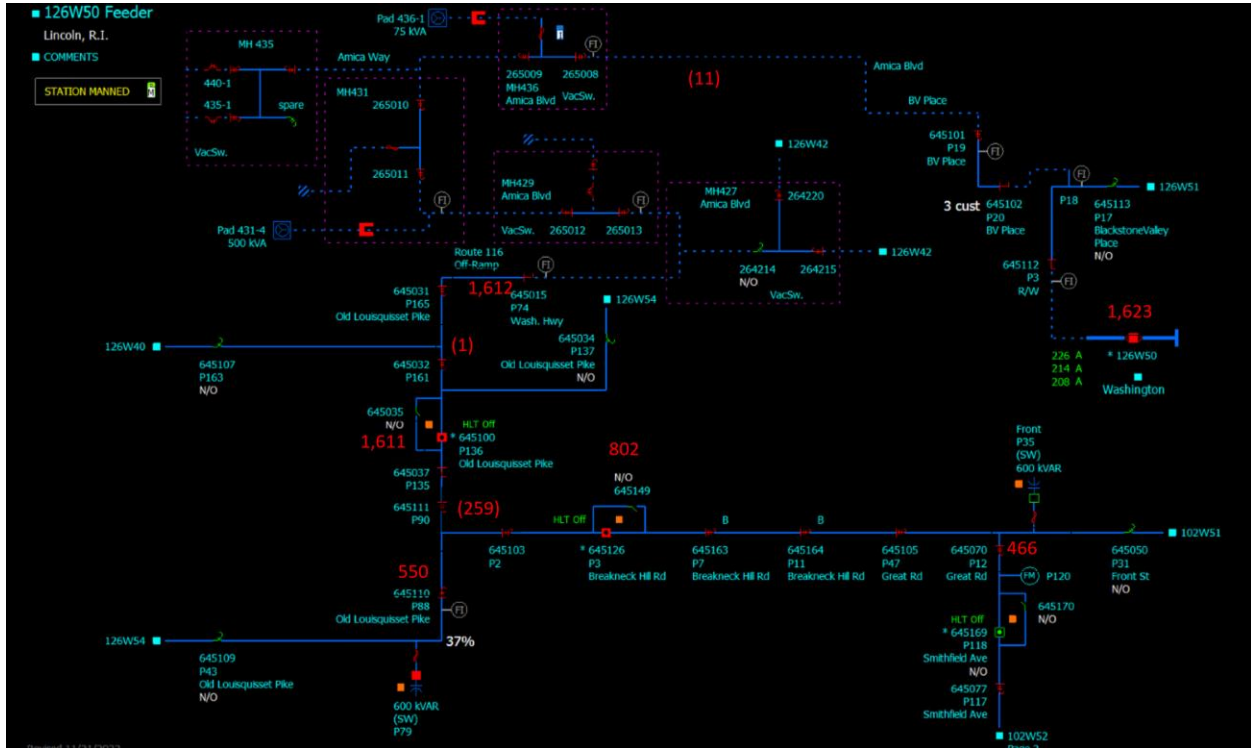 126W50 Feeder
Lincoln, R.I.
COMMENTS
STATION MANNED
M
MH 435
440-1
435-1
spare
VacSw.
Amica Way
Pad 436-1
75 kVA
FI
265009
265008
MH436
Amica Blvd
VacSw.
(11)
Amica Blvd
BV Place
MH431
265010
265011
Pad 431-4
500 kVA
FI
MH429
Amica Blvd
FI
VacSw.
265012
265013
126W42
MH427
Amica Blvd
264220
264214
N/O
264215
VacSw.
126W42
645101
P19
BV Place
FI
3 cust
645102
P20
BV Place
FI
P18
126W51
645113
P17
BlackstoneValley
Place
N/O
645112
P3
R/W
FI
1,623
226 A
214 A
208 A
* 126W50
Washington
Route 116
Off-Ramp
FI
1,612
645031
P165
Old Louisquisset Pike
645015
P74
Wash. Hwy
126W54
645034
P137
Old Louisquisset Pike
N/O
126W40
645107
P163
N/O
(1)
645032
P161
645035
N/O
1,611
HLT Off
* 645100
P136
Old Louisquisset Pike
645037
P135
645111
P90
(259)
802
N/O
645149
HLT Off
* 645126
P3
Breakneck Hill Rd
645103
P2
B
645163
P7
Breakneck Hill Rd
B
645164
P11
Breakneck Hill Rd
645105
P47
Great Rd
645070
P12
Great Rd
466
Front
P35
(SW)
600 kVAR
102W51
645050
P31
Front St
N/O
FM
P120
645170
N/O
HLT Off
* 645169
P118
Smithfield Ave
N/O
645077
P117
Smithfield Ave
102W52
Page 2
550
645110
P88
Old Louisquisset Pike
FI
37%
126W54
645109
P43
Old Louisquisset Pike
N/O
600 kVAR
(SW)
P79